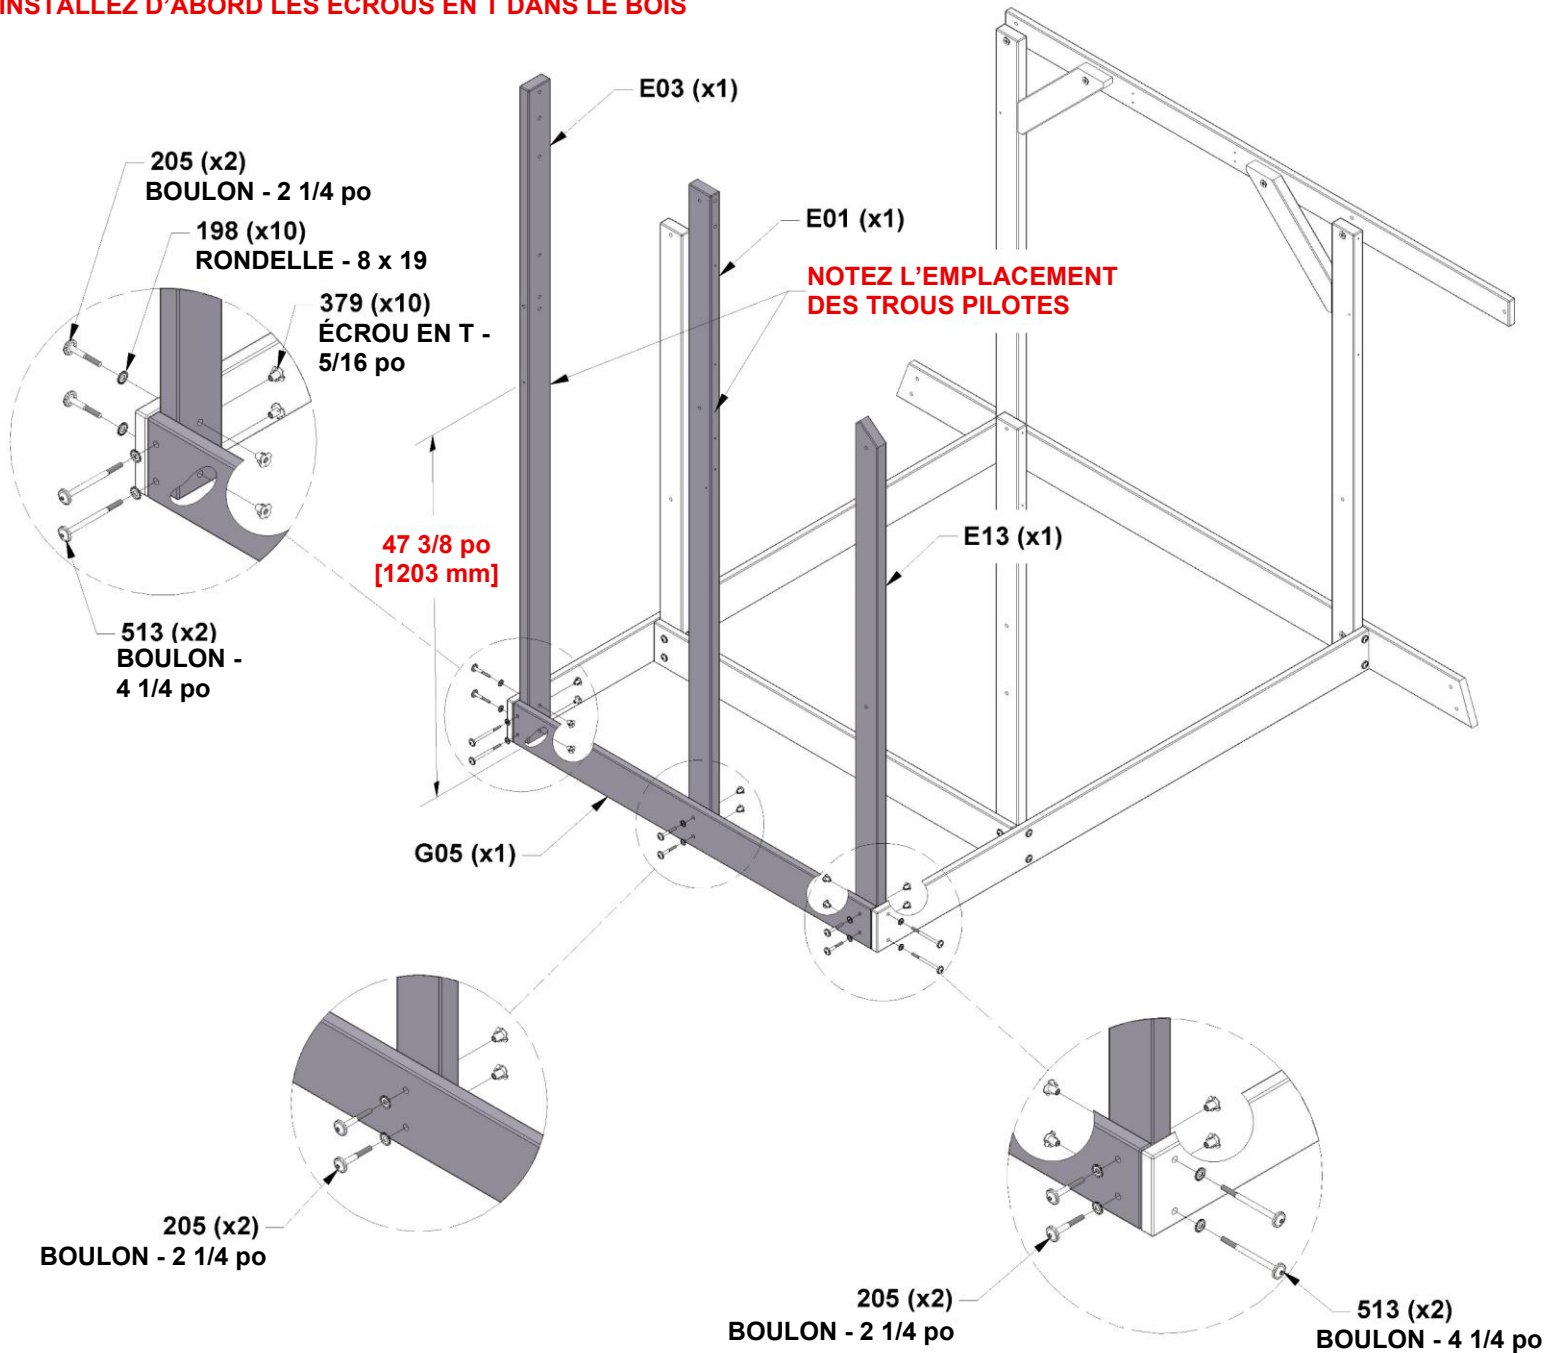 INSTALLEZ D'ABORD LES ÉCROUS EN T DANS LE BOIS
E03 (x1)
205 (x2)
BOULON - 2 1/4 po
198 (x10)
RONDELLE - 8 x 19
E01 (x1)
379 (x10)
ÉCROU EN T -
5/16 po
NOTEZ L'EMPLACEMENT
DES TROUS PILOTES
47 3/8 po
[1203 mm]
E13 (x1)
513 (x2)
BOULON -
4 1/4 po
G05 (x1)
205 (x2)
BOULON - 2 1/4 po
205 (x2)
BOULON - 2 1/4 po
513 (x2)
BOULON - 4 1/4 po